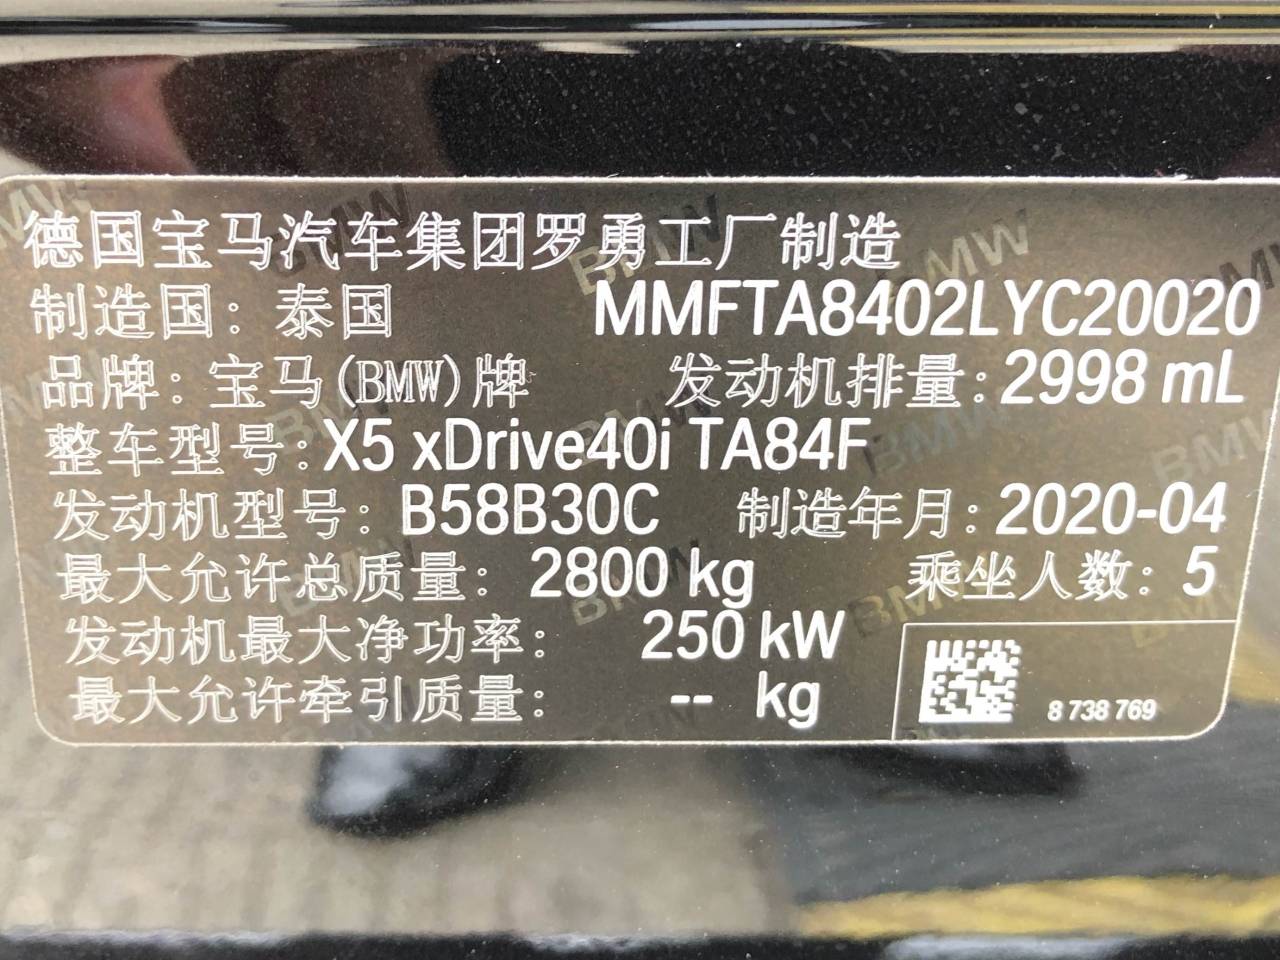 德国宝马汽车集团罗勇工厂制造
制造国：泰国 MMFTA8402LYC20020
品牌：宝马(BMW)牌 发动机排量：2998 mL
整车型号：X5 xDrive40i TA84F
发动机型号：B58B30C 制造年月：2020-04
最大允许总质量：2800 kg 乘坐人数：5
发动机最大净功率：250 kW
最大允许牵引质量：-- kg
8 738 769